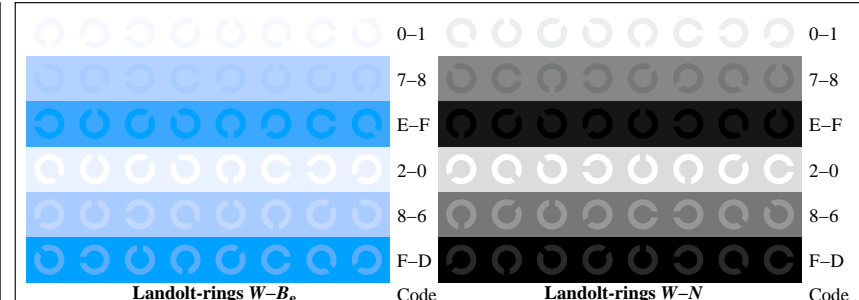 0–1 0–1
7–8 7–8
E–F E–F
2–0 2–0
8–6 8–6
F–D F–D
Landolt-rings W–Be Code Landolt-rings W–N Code